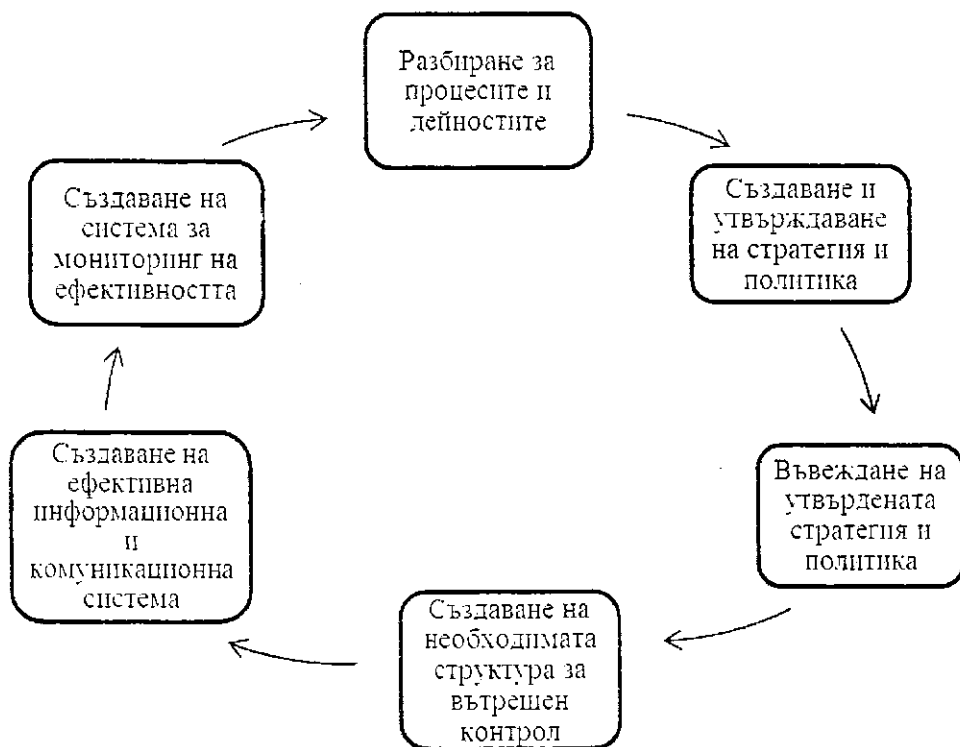 Разбиране за
процесите и
дейностите
Създаване и
утвърждаване
на стратегия и
политика
Въвеждане на
утвърдената
стратегия и
политика
Създаване на
необходимата
структура за
вътрешен
контрол
Създаване на
ефективна
информационна
и
комуникационна
система
Създаване на
система за
мониторинг на
ефективността